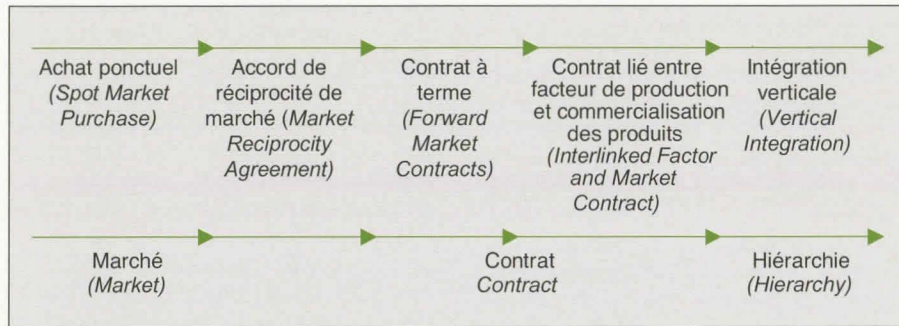 Achat ponctuel
(Spot Market
Purchase)
Accord de
réciprocité de
marché (Market
Reciprocity
Agreement)
Contrat à
terme
(Forward
Market
Contracts)
Contrat lié entre
facteur de production
et commercialisation
des produits
(Interlinked Factor
and Market
Contract)
Intégration
verticale
(Vertical
Integration)
Marché
(Market)
Contrat
Contract
Hiérarchie
(Hierarchy)